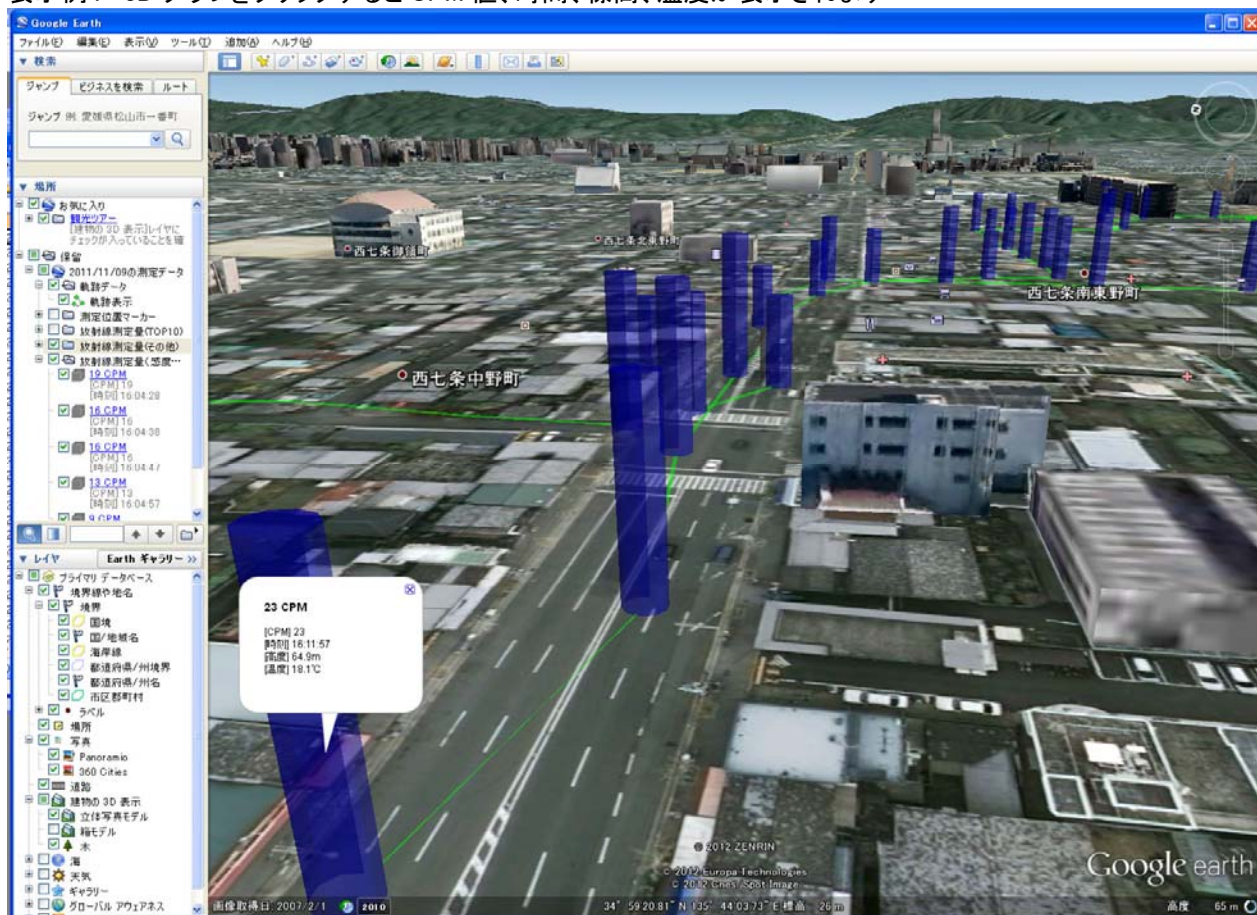 Google Earth
ファイル(F) 編集(E) 表示(V) ツール(T) 追加(A) ヘルプ(H)
▼ 検索
ジャンプ ビジネスを検索 ルート
ジャンプ 例: 愛媛県松山市一番町
▼ 場所
お気に入り
観光ツアー
[建物の 3D 表示]レイヤに
チェックが入っていることを確
保留
2011/11/09の測定データ
軌跡データ
軌跡表示
測定位置マーカー
放射線測定量(TOP10)
放射線測定量(その他)
放射線測定量(感度…
19 CPM
[CPM] 19
[時刻] 16:04:28
16 CPM
[CPM] 16
[時刻] 16:04:38
16 CPM
[CPM] 16
[時刻] 16:04:47
13 CPM
[CPM] 13
[時刻] 16:04:57
9 CPM
▼ レイヤ
Earth ギャラリー >>
プライマリ データベース
境界線や地名
境界
国境
国/地域名
海岸線
都道府県/州境界
都道府県/州名
市区郡町村
ラベル
場所
写真
Panoramio
360 Cities
道路
建物の 3D 表示
立体写真モデル
箱モデル
木
海
天気
ギャラリー
グローバル アウェアネス
西七条御領町
西七条北東野町
西七条南東野町
西七条中野町
23 CPM
[CPM] 23
[時刻] 16:11:57
[高度] 64.9m
[温度] 18.1℃
© 2012 ZENRIN
© 2012 Europa Technologies
© 2012 Cnes/Spot Image
Google earth
画像取得日: 2007/2/1 2010 34° 59'20.81" N 135° 44'03.73" E 標高 26 m 高度 65 m